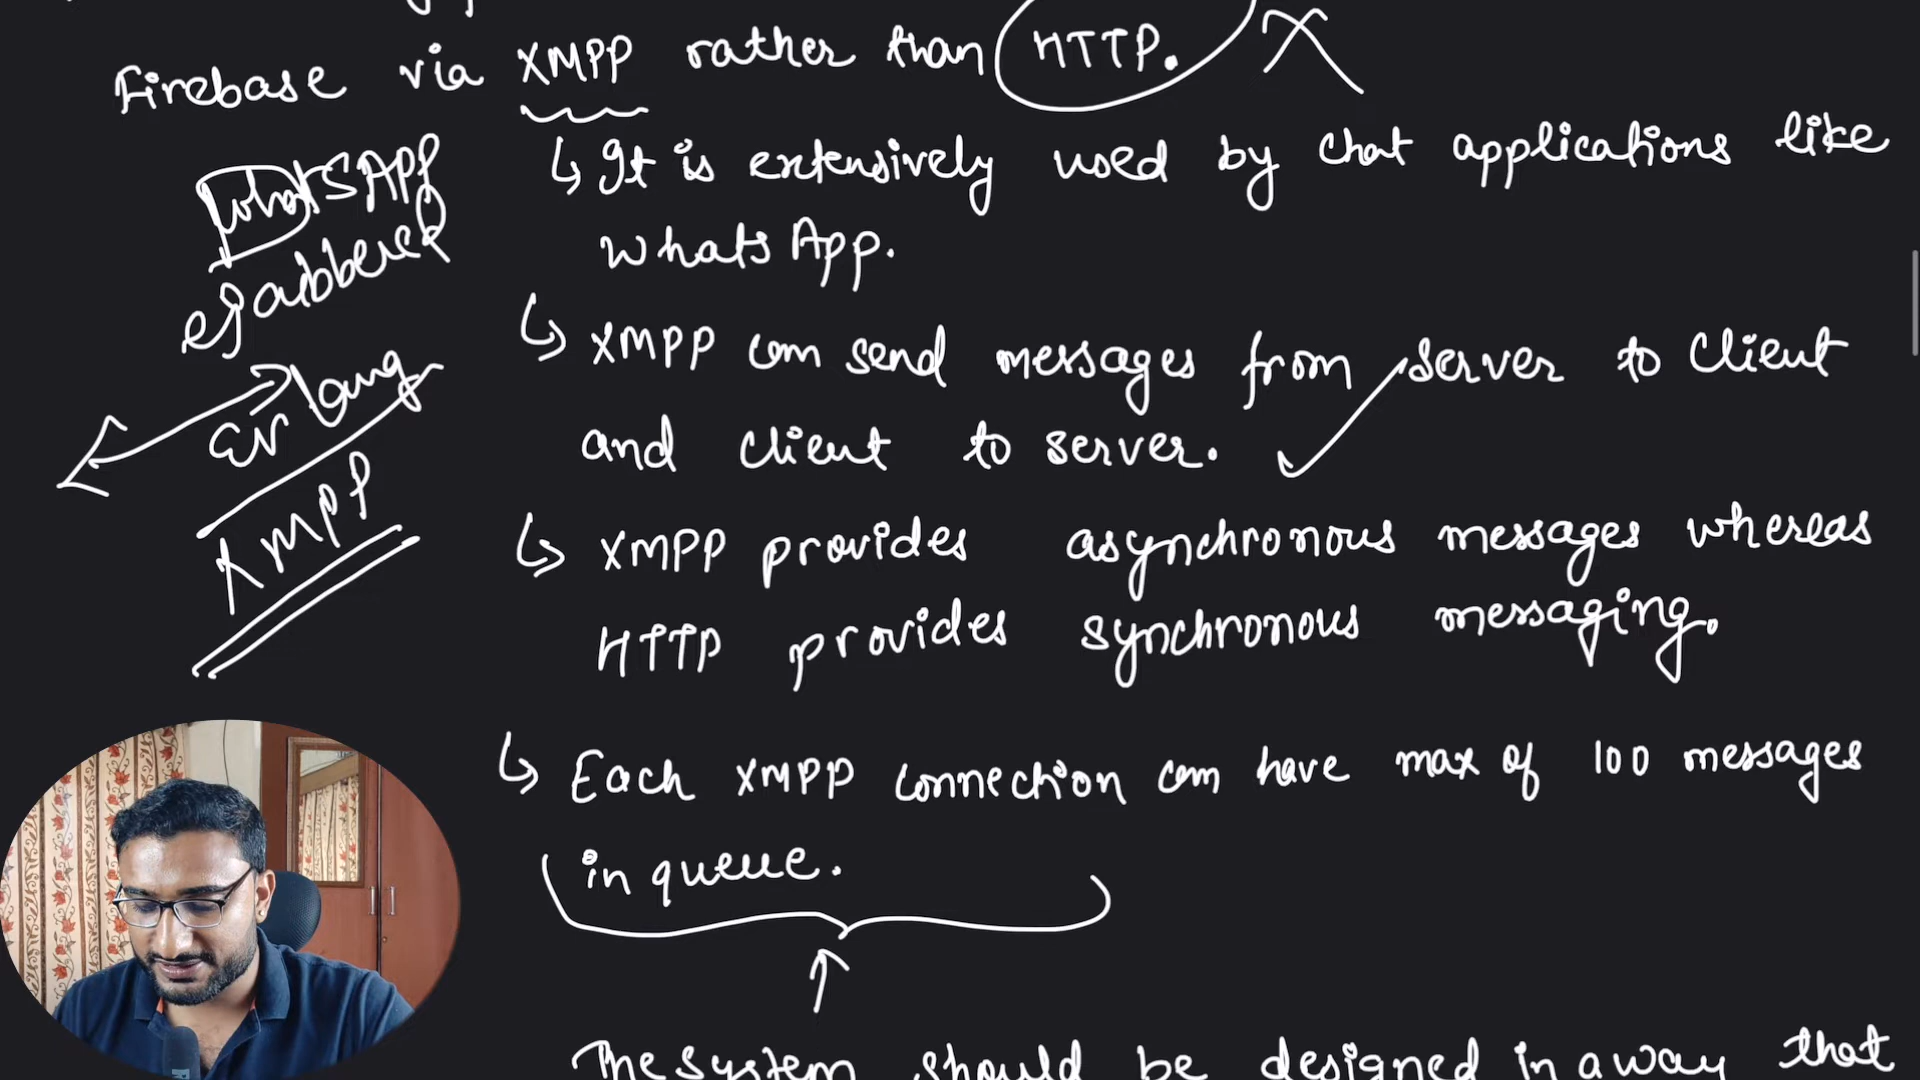 Firebase via XMPP rather than HTTP.
↳ It is extensively used by chat applications like
WhatsApp.
↳ XMPP can send messages from server to client
and client to server.
↳ XMPP provides asynchronous messages whereas
HTTP provides synchronous messaging.
↳ Each XMPP connection can have max of 100 messages
in queue.
The system should be designed in a way that
WhatsApp
ejabbered
Erlang
XMPP